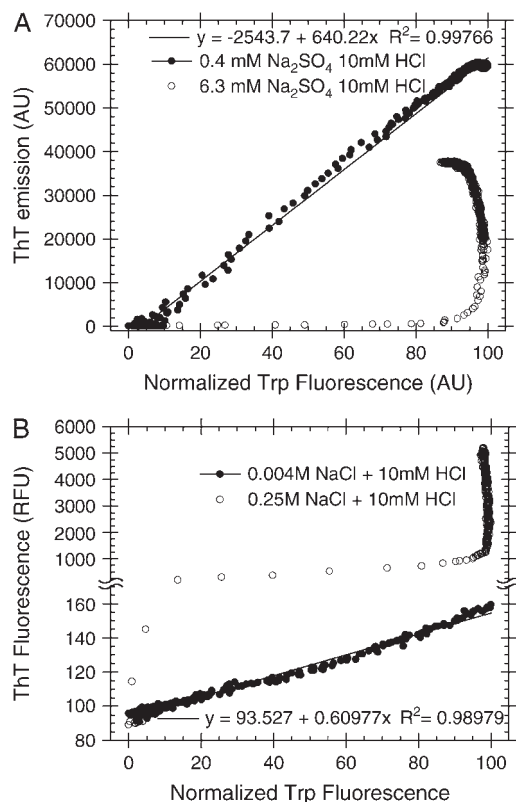 A
y = -2543.7 + 640.22x R²= 0.99766
0.4 mM Na₂SO₄ 10mM HCl
6.3 mM Na₂SO₄ 10mM HCl
70000
60000
50000
40000
30000
20000
10000
0
ThT emission (AU)
0 20 40 60 80 100
Normalized Trp Fluorescence (AU)
B
6000
5000
4000
3000
2000
1000
160
140
120
100
80
ThT Fluorescence (RFU)
0.004M NaCl + 10mM HCl
0.25M NaCl + 10mM HCl
y = 93.527 + 0.60977x R²= 0.98979
0 20 40 60 80 100
Normalized Trp Fluorescence